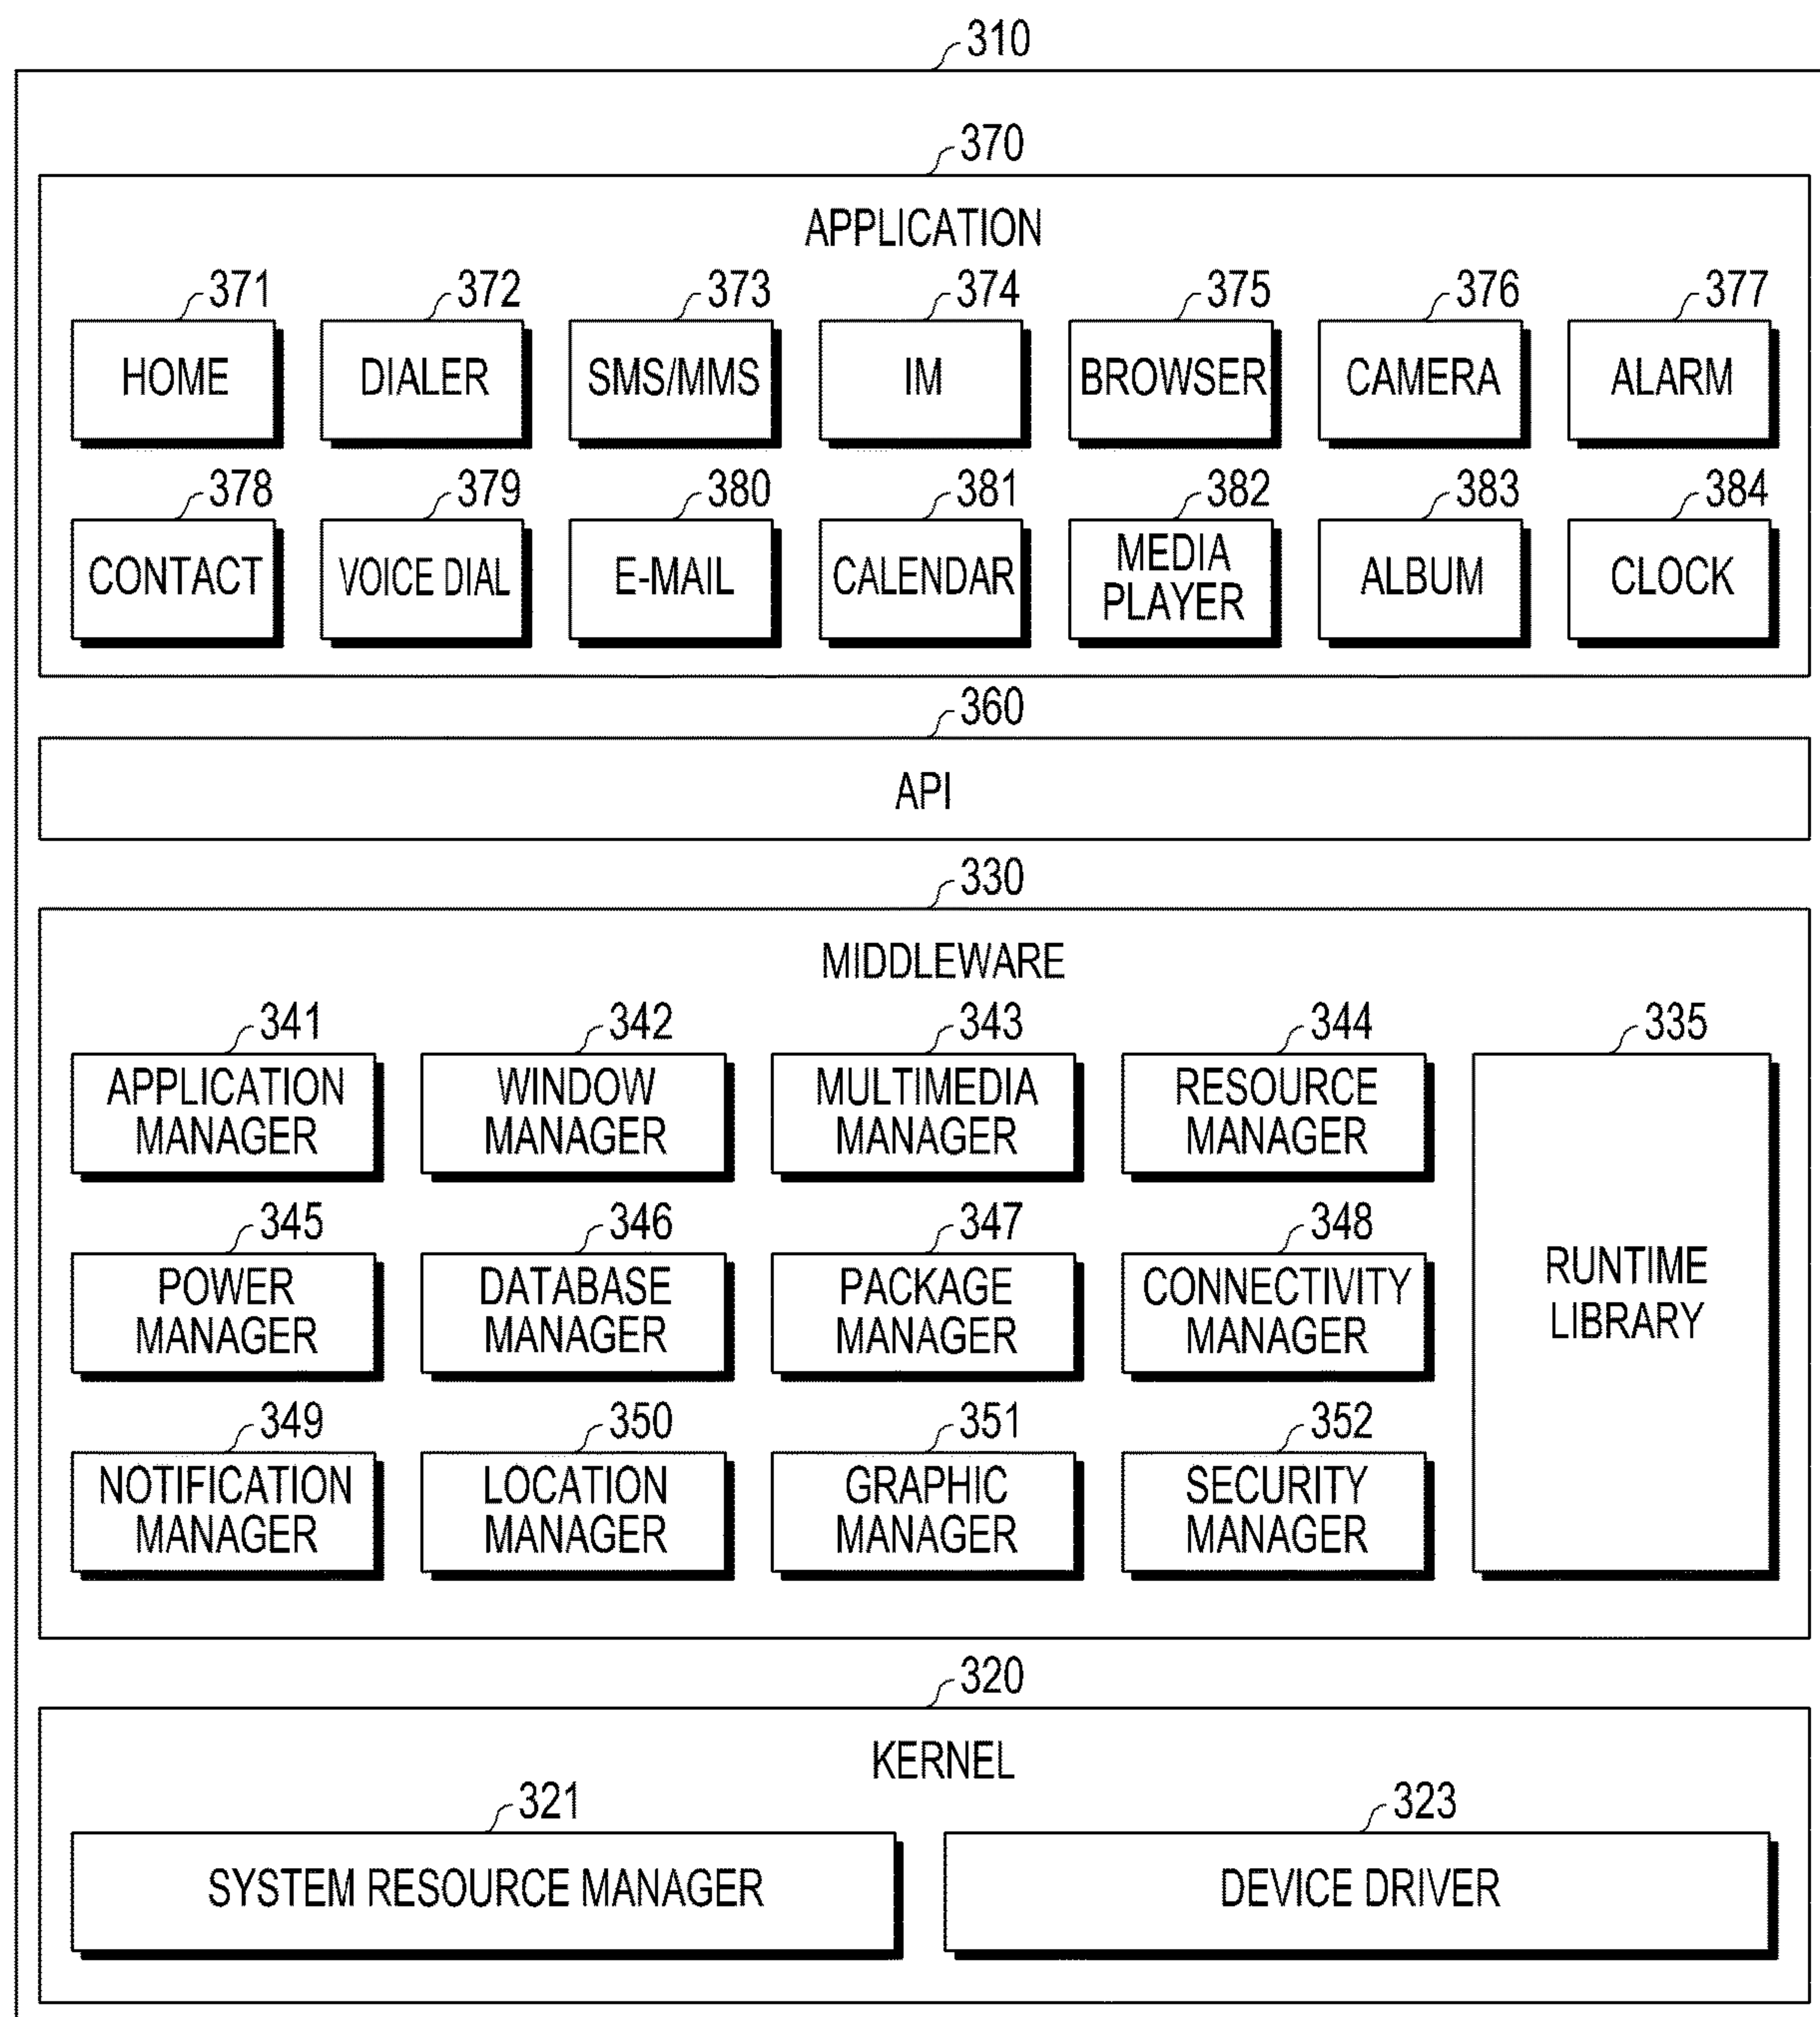 310
370
APPLICATION
371 372 373 374 375 376 377
HOME DIALER SMS/MMS IM BROWSER CAMERA ALARM
378 379 380 381 382 383 384
CONTACT VOICE DIAL E-MAIL CALENDAR MEDIA PLAYER ALBUM CLOCK
360
API
330
MIDDLEWARE
341 342 343 344 335
APPLICATION WINDOW MULTIMEDIA RESOURCE
MANAGER MANAGER MANAGER MANAGER
345 346 347 348
POWER DATABASE PACKAGE CONNECTIVITY
MANAGER MANAGER MANAGER MANAGER
RUNTIME
LIBRARY
349 350 351 352
NOTIFICATION LOCATION GRAPHIC SECURITY
MANAGER MANAGER MANAGER MANAGER
320
KERNEL
321 323
SYSTEM RESOURCE MANAGER DEVICE DRIVER